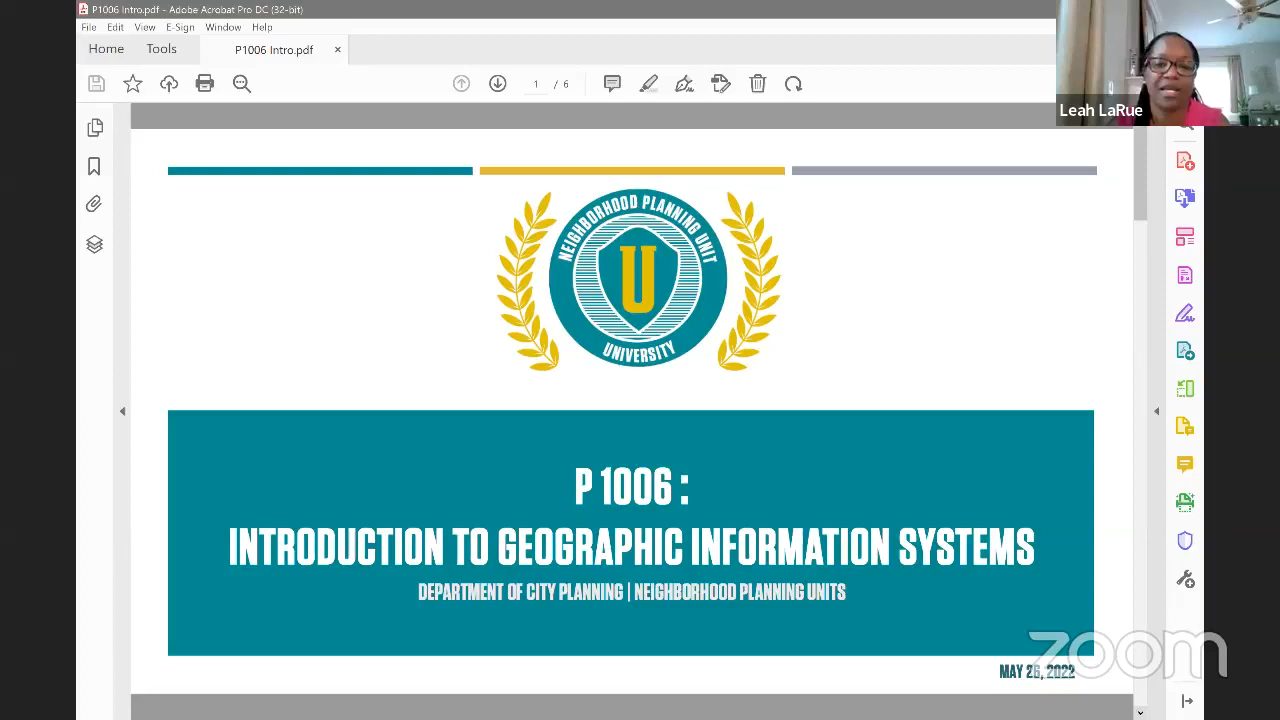 P1006 Intro.pdf - Adobe Acrobat Pro DC (32-bit)
File Edit View E-Sign Window Help
Home Tools P1006 Intro.pdf ×
1 / 6
Leah LaRue
NEIGHBORHOOD PLANNING UNIT
U
UNIVERSITY
P 1006 :
INTRODUCTION TO GEOGRAPHIC INFORMATION SYSTEMS
DEPARTMENT OF CITY PLANNING | NEIGHBORHOOD PLANNING UNITS
zoom
MAY 26, 2022